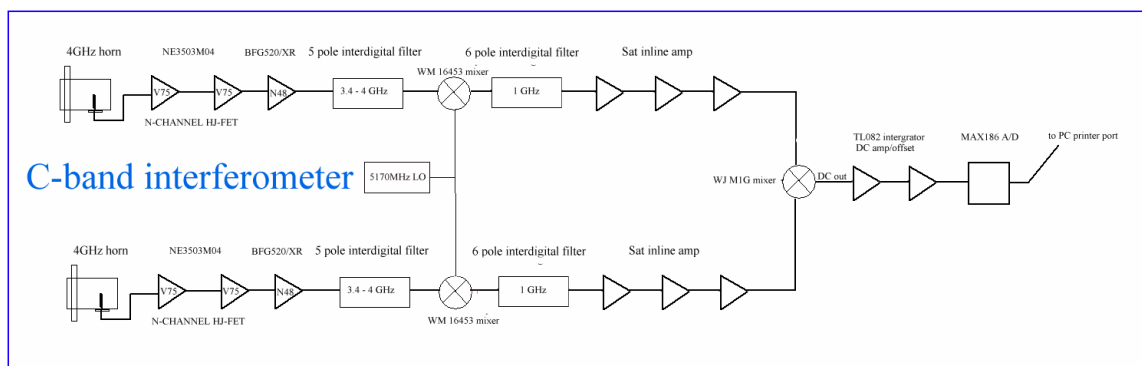 4GHz horn NE3503M04 BFG520/XR 5 pole interdigital filter 6 pole interdigital filter Sat inline amp
WM 16453 mixer
V75 V75 N48 3.4 - 4 GHz 1 GHz
N-CHANNEL HJ-FET
TL082 intergrator MAX186 A/D to PC printer port
DC amp/offset
C-band interferometer 5170MHz LO WJ M1G mixer DC out
4GHz horn NE3503M04 BFG520/XR 5 pole interdigital filter 6 pole interdigital filter Sat inline amp
V75 V75 N48 3.4 - 4 GHz 1 GHz
N-CHANNEL HJ-FET WM 16453 mixer